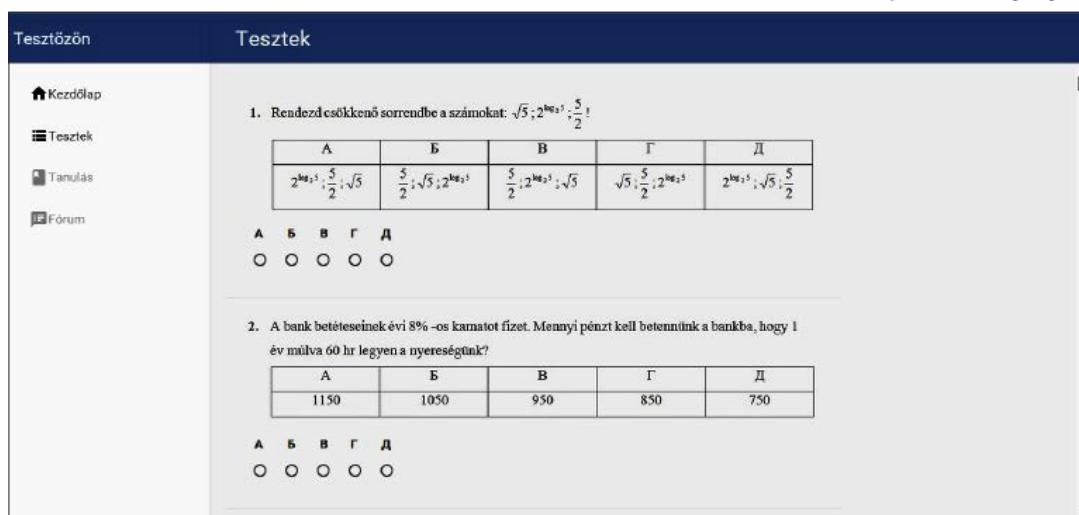 Tesztözön
Tesztek
Kezdőlap
Tesztek
Tanulás
Fórum
1. Rendezd csökkenő sorrendbe a számokat: √5 ; 2^{log₂5} ; 5/2 !
А Б В Г Д
2^{log₂5} ; 5/2 ; √5 5/2 ; √5 ; 2^{log₂5} 5/2 ; 2^{log₂5} ; √5 √5 ; 5/2 ; 2^{log₂5} 2^{log₂5} ; √5 ; 5/2
А Б В Г Д
2. A bank betéteseinek évi 8% -os kamatot fizet. Mennyi pénzt kell betennünk a bankba, hogy 1
év múlva 60 hr legyen a nyereségünk?
А Б В Г Д
1150 1050 950 850 750
А Б В Г Д